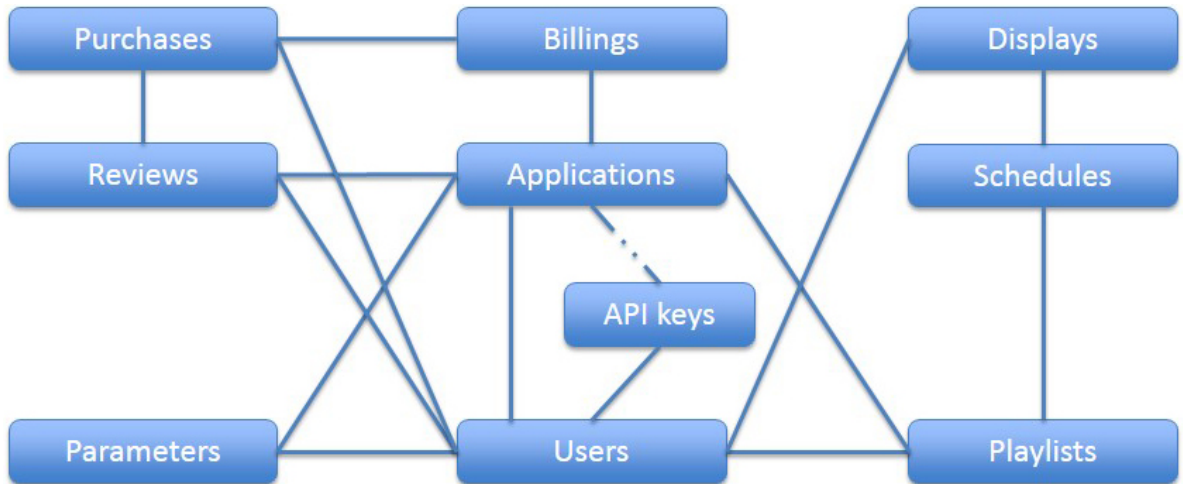 Purchases
Billings
Displays
Reviews
Applications
Schedules
API keys
Parameters
Users
Playlists